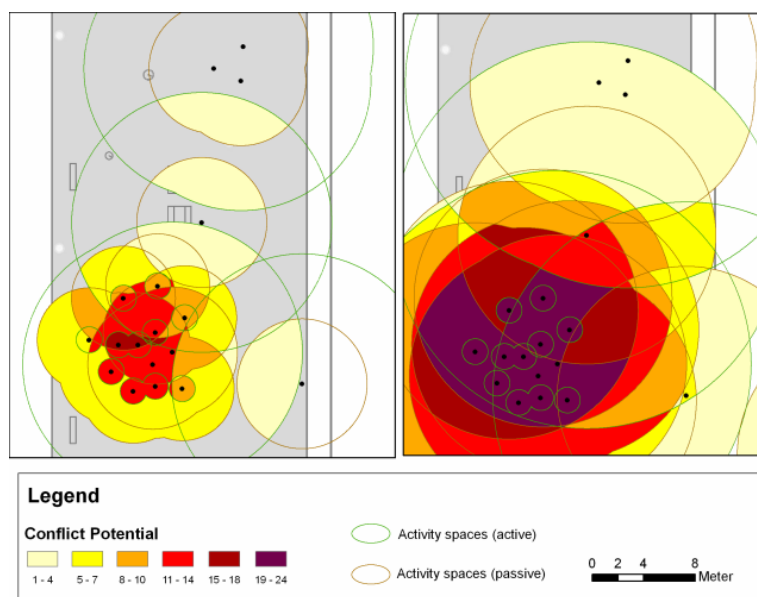 Legend
Conflict Potential
1 - 4 5 - 7 8 - 10 11 - 14 15 - 18 19 - 24
Activity spaces (active)
Activity spaces (passive)
0 2 4 8
Meter